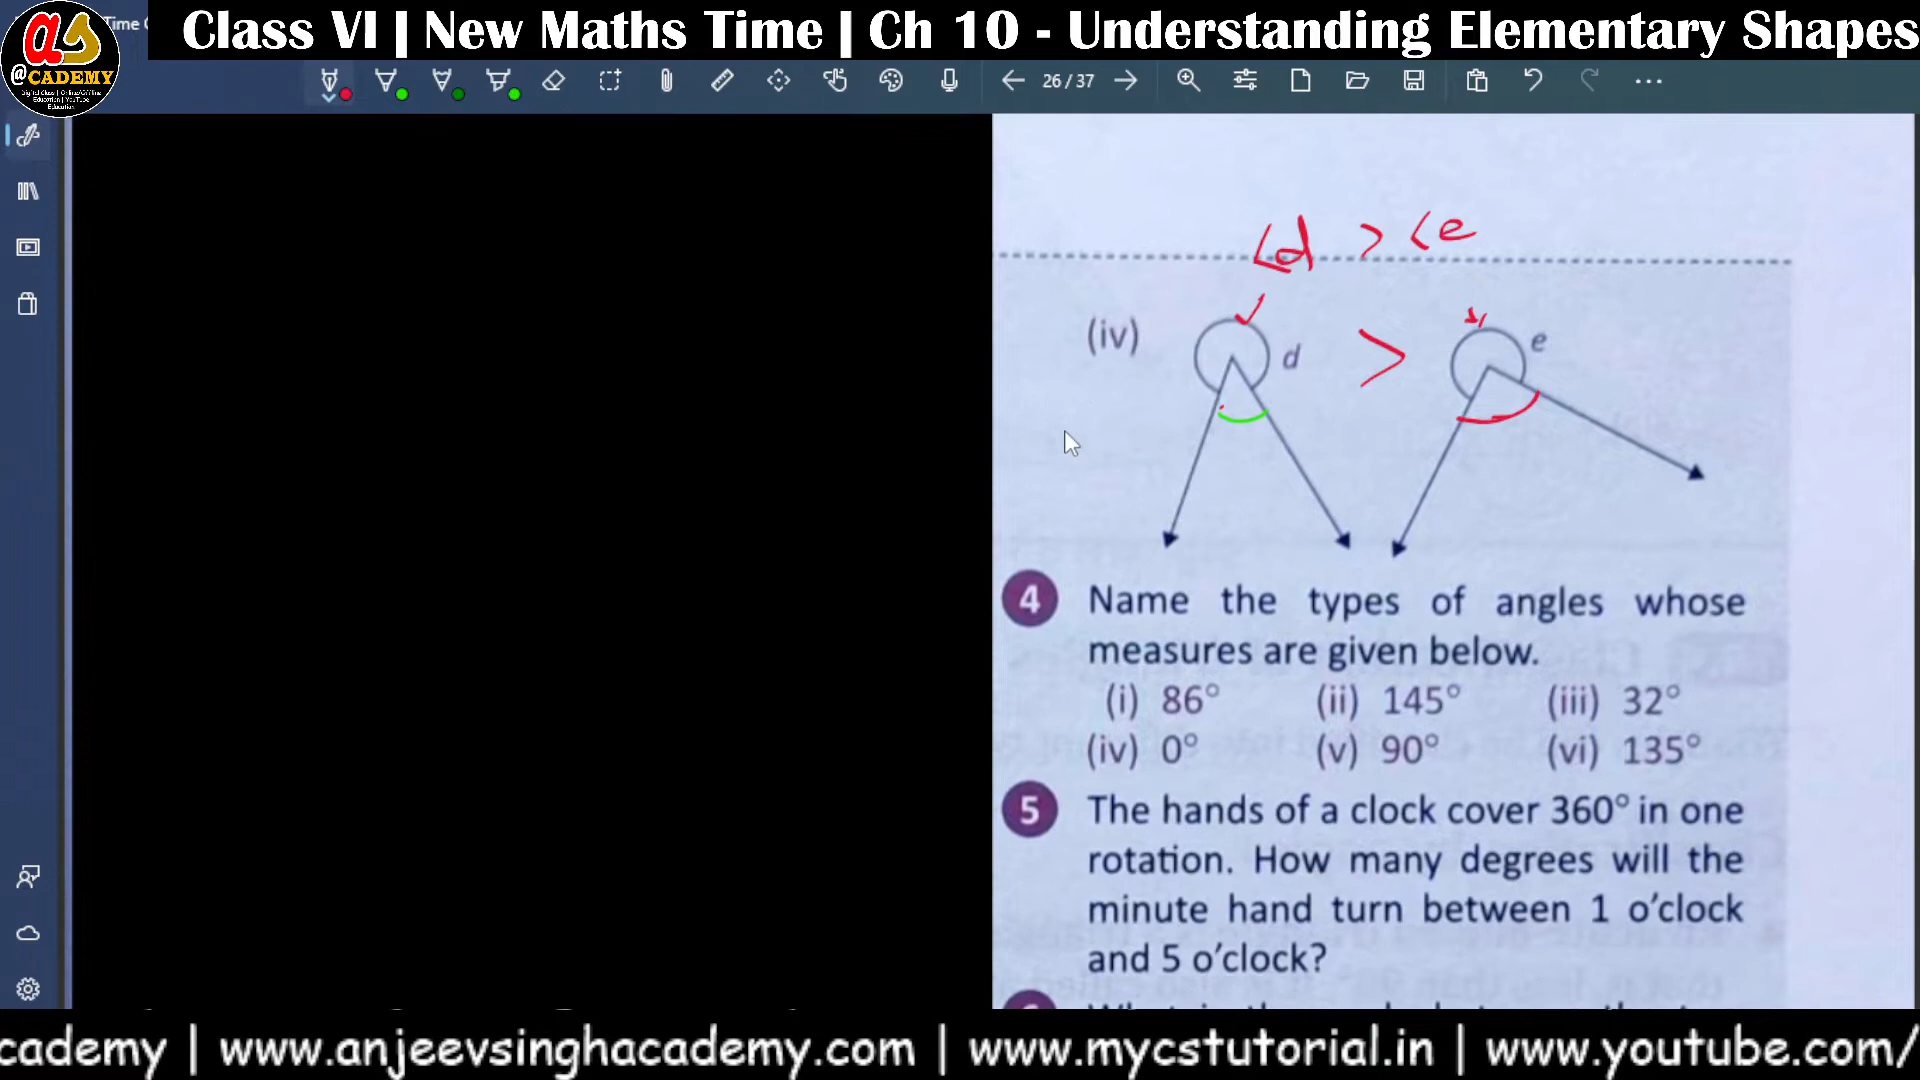 Class VI | New Maths Time | Ch 10 - Understanding Elementary Shapes
as
@CADEMY
Time
26 / 37
∠d > ∠e
(iv) d > e
4 Name the types of angles whose
measures are given below.
(i) 86° (ii) 145° (iii) 32°
(iv) 0° (v) 90° (vi) 135°
5 The hands of a clock cover 360° in one
rotation. How many degrees will the
minute hand turn between 1 o’clock
and 5 o’clock?
cademy | www.anjeevsinghacademy.com | www.mycstutorial.in | www.youtube.com/